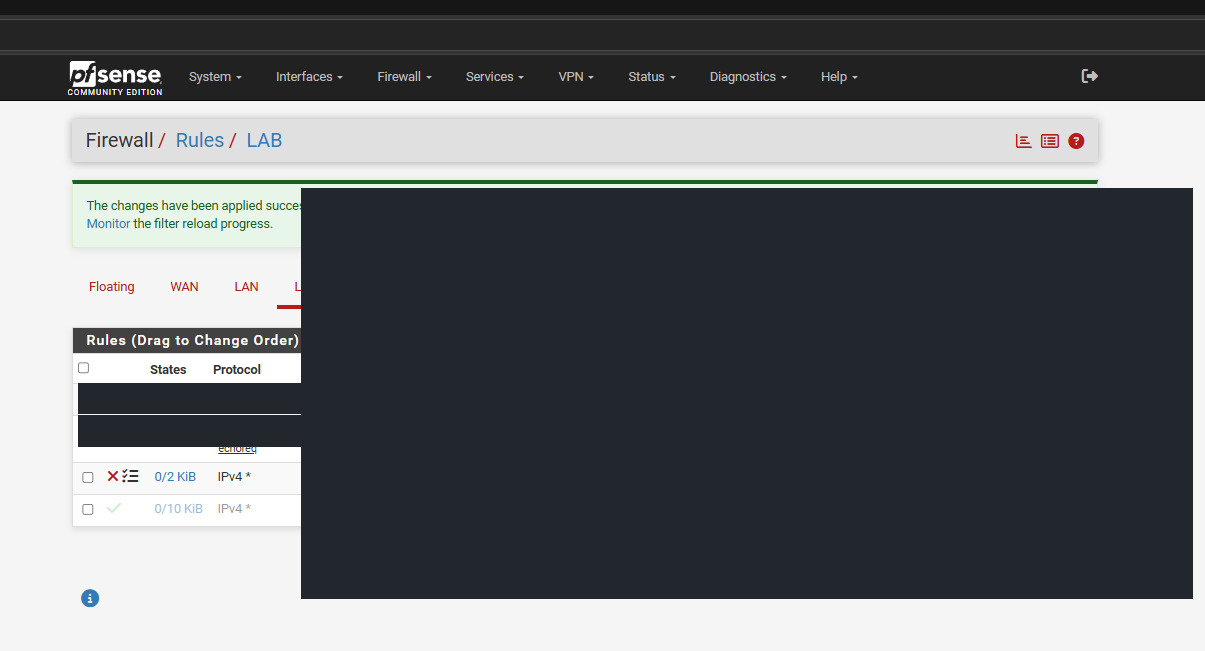 pfsense
COMMUNITY EDITION
System Interfaces Firewall Services VPN Status Diagnostics Help
Firewall / Rules / LAB
The changes have been applied
Monitor the filter reload progress.
Floating WAN LAN
Rules (Drag to Change Order)
States Protocol
echoreq
0/2 KiB IPv4 *
0/10 KiB IPv4 *